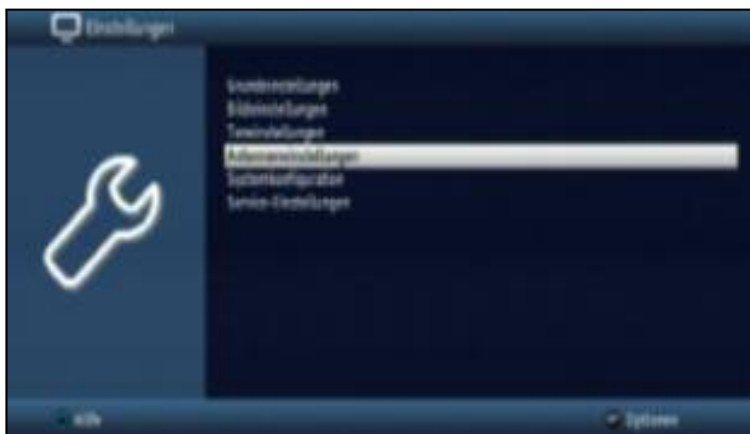 Einstellungen
Grundeinstellungen
Bildeinstellungen
Toneinstellungen
Antenneneinstellungen
Systemkonfiguration
Service-Einstellungen
Hilfe
Optionen